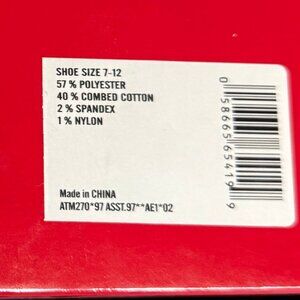 SHOE SIZE 7-12
57 % POLYESTER
40 % COMBED COTTON
2 % SPANDEX
1 % NYLON
Made in CHINA
ATM270*97 ASST.97**AE1*02
0 58665 65419 9